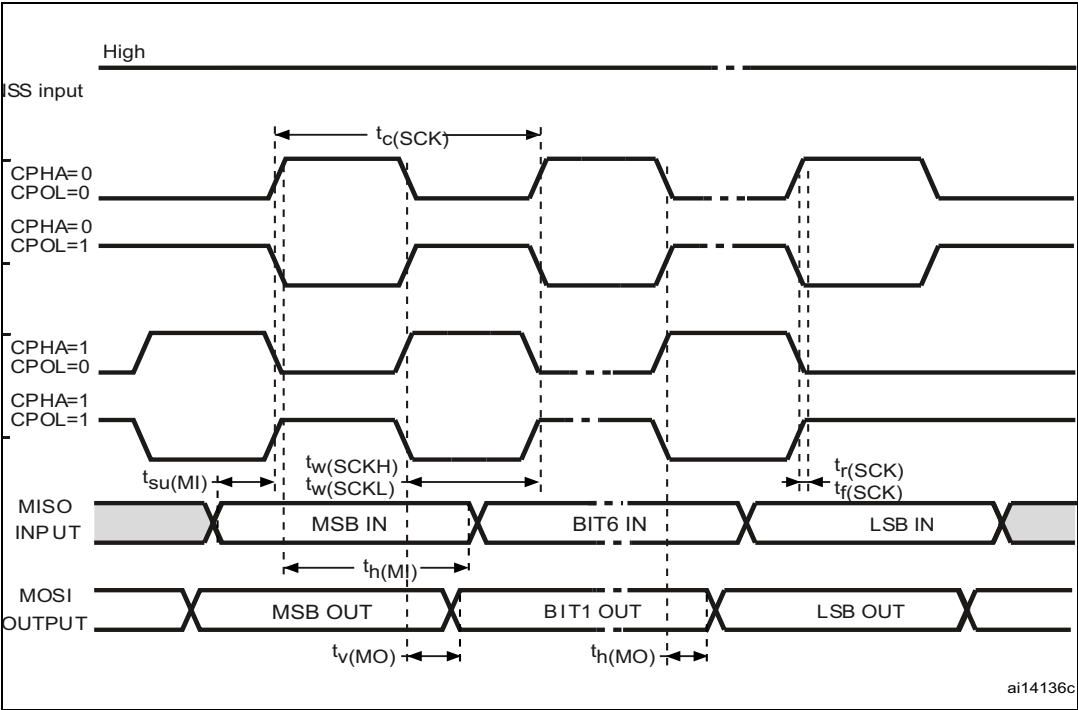 High
NSS input
tc(SCK)
CPHA=0
CPOL=0
CPHA=0
CPOL=1
CPHA=1
CPOL=0
CPHA=1
CPOL=1
tsu(MI)
tw(SCKH)
tw(SCKL)
tr(SCK)
tf(SCK)
MISO
INPUT
MSB IN
BIT6 IN
LSB IN
th(MI)
MOSI
OUTPUT
MSB OUT
BIT1 OUT
LSB OUT
tv(MO)
th(MO)
ai14136c